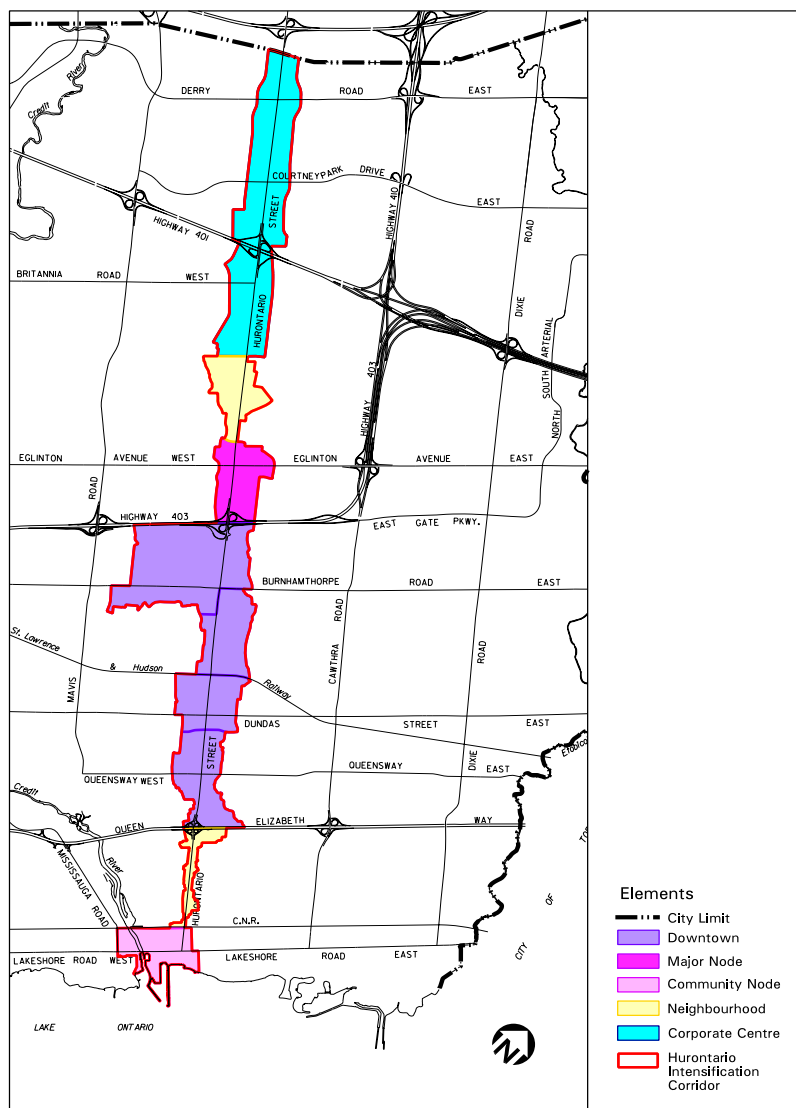 Credit
River
DERRY ROAD EAST
COURTNEYPARK DRIVE
EAST
HIGHWAY 410
STREET
HIGHWAY 401
ROAD
BRITANNIA ROAD WEST
DIXIE
HURONTARIO
SOUTH ARTERIAL
403
HIGHWAY
NORTH
EGLINTON AVENUE WEST EGLINTON AVENUE EAST
ROAD
HIGHWAY 403
EAST GATE PKWY.
BURNHAMTHORPE ROAD EAST
ROAD
St. Lawrence
& Hudson
Railway
CAWTHRA
ROAD
MAVIS
DUNDAS STREET EAST
STREET
DIXIE
QUEENSWAY
EAST
QUEENSWAY WEST
Credit
QUEEN ELIZABETH WAY
River
MISSISSAUGA ROAD
HURONTARIO
C.N.R.
LAKESHORE ROAD WEST LAKESHORE ROAD EAST
CITY OF
LAKE ONTARIO
N
Elements
City Limit
Downtown
Major Node
Community Node
Neighbourhood
Corporate Centre
Hurontario
Intensification
Corridor